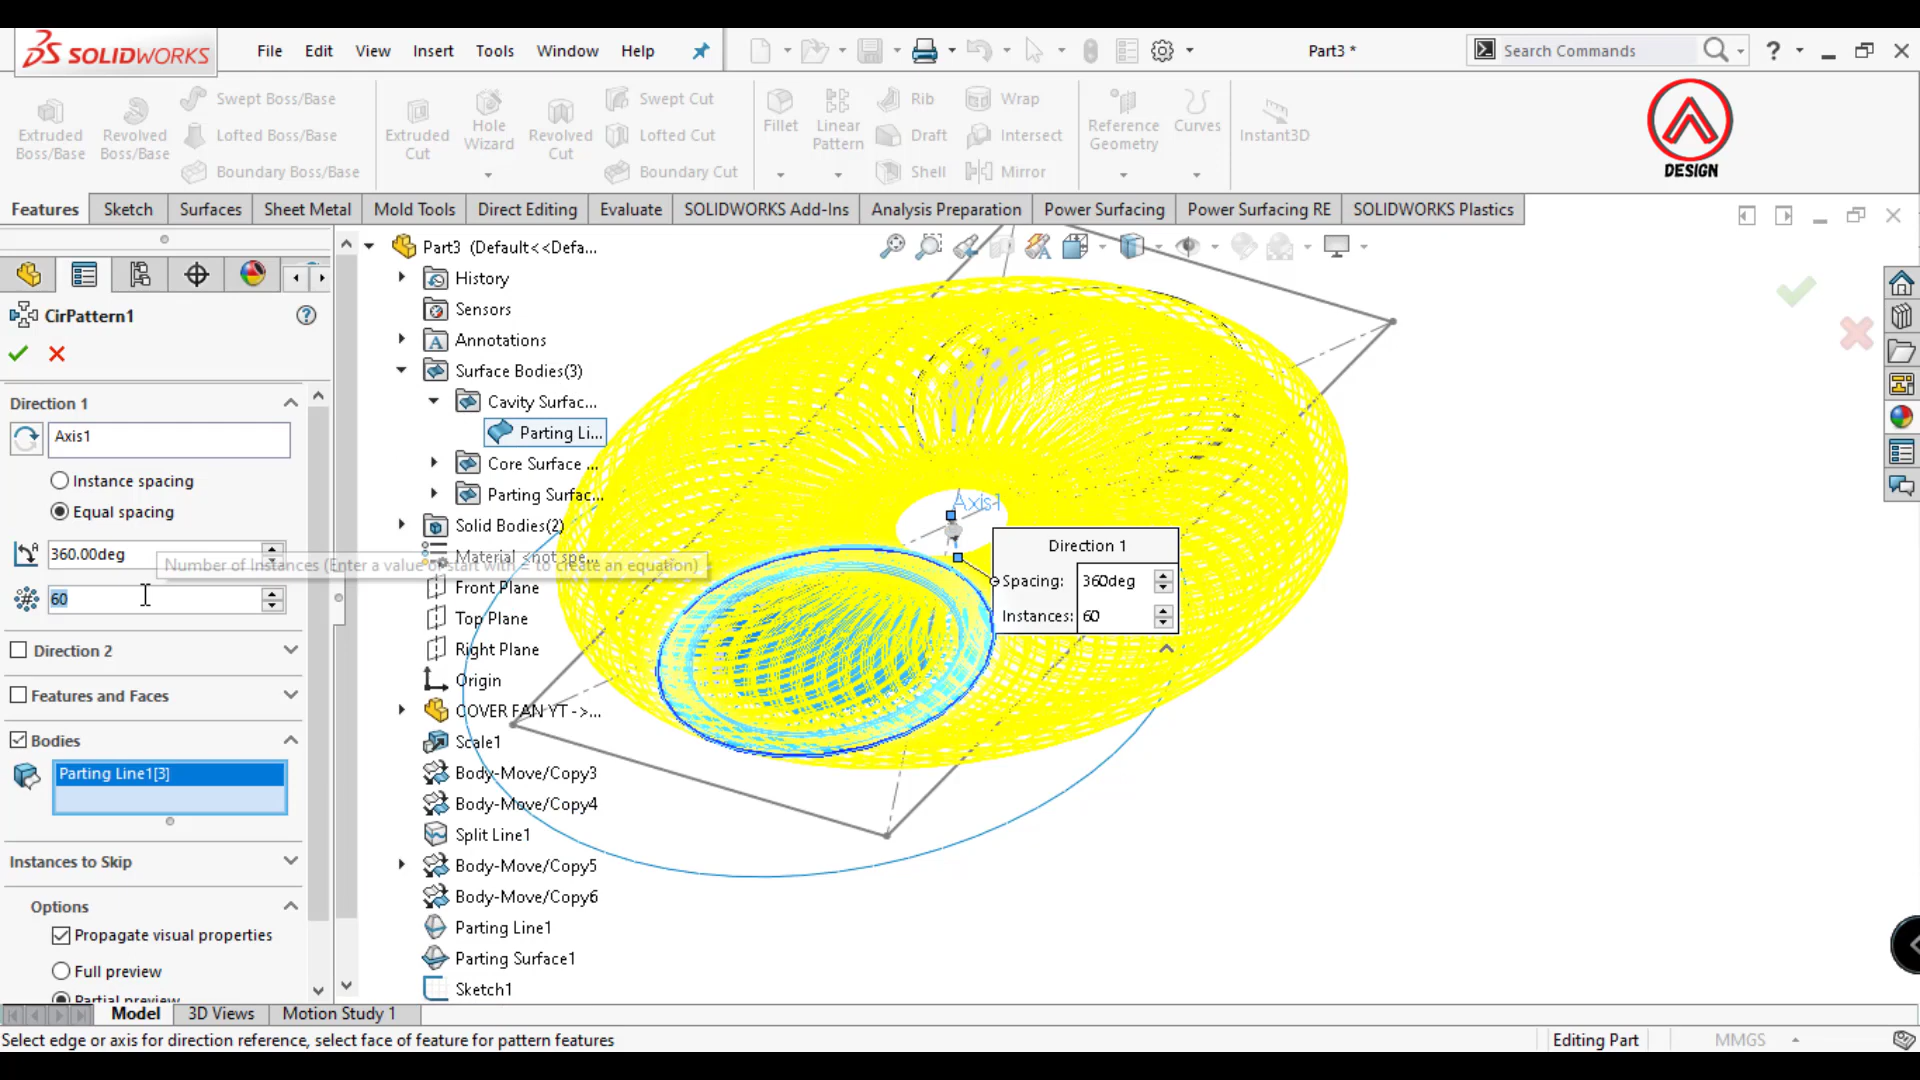 SOLIDWORKS
File Edit View Insert Tools Window Help
Part3 *
Search Commands
?
Extruded Boss/Base
Revolved Boss/Base
Swept Boss/Base
Lofted Boss/Base
Boundary Boss/Base
Extruded Cut
Hole Wizard
Revolved Cut
Swept Cut
Lofted Cut
Boundary Cut
Fillet
Linear Pattern
Rib
Draft
Shell
Wrap
Intersect
Mirror
Reference Geometry
Curves
Instant3D
DESIGN
Features Sketch Surfaces Sheet Metal Mold Tools Direct Editing Evaluate SOLIDWORKS Add-Ins Analysis Preparation Power Surfacing Power Surfacing RE SOLIDWORKS Plastics
CirPattern1
Direction 1
Axis1
Instance spacing
Equal spacing
360.00deg
Number of Instances (Enter a value or start with = to create an equation)
60
Direction 2
Features and Faces
Bodies
Parting Line1[3]
Instances to Skip
Options
Propagate visual properties
Full preview
Partial preview
Part3 (Default<<Defa...
History
Sensors
Annotations
Surface Bodies(3)
Cavity Surfac...
Parting Li...
Core Surface ...
Parting Surfac...
Solid Bodies(2)
Material <not spe...
Front Plane
Top Plane
Right Plane
Origin
COVER FAN YT ->...
Scale1
Body-Move/Copy3
Body-Move/Copy4
Split Line1
Body-Move/Copy5
Body-Move/Copy6
Parting Line1
Parting Surface1
Sketch1
Axis1
Direction 1
Spacing: 360deg
Instances: 60
Model 3D Views Motion Study 1
Select edge or axis for direction reference, select face of feature for pattern features
Editing Part
MMGS